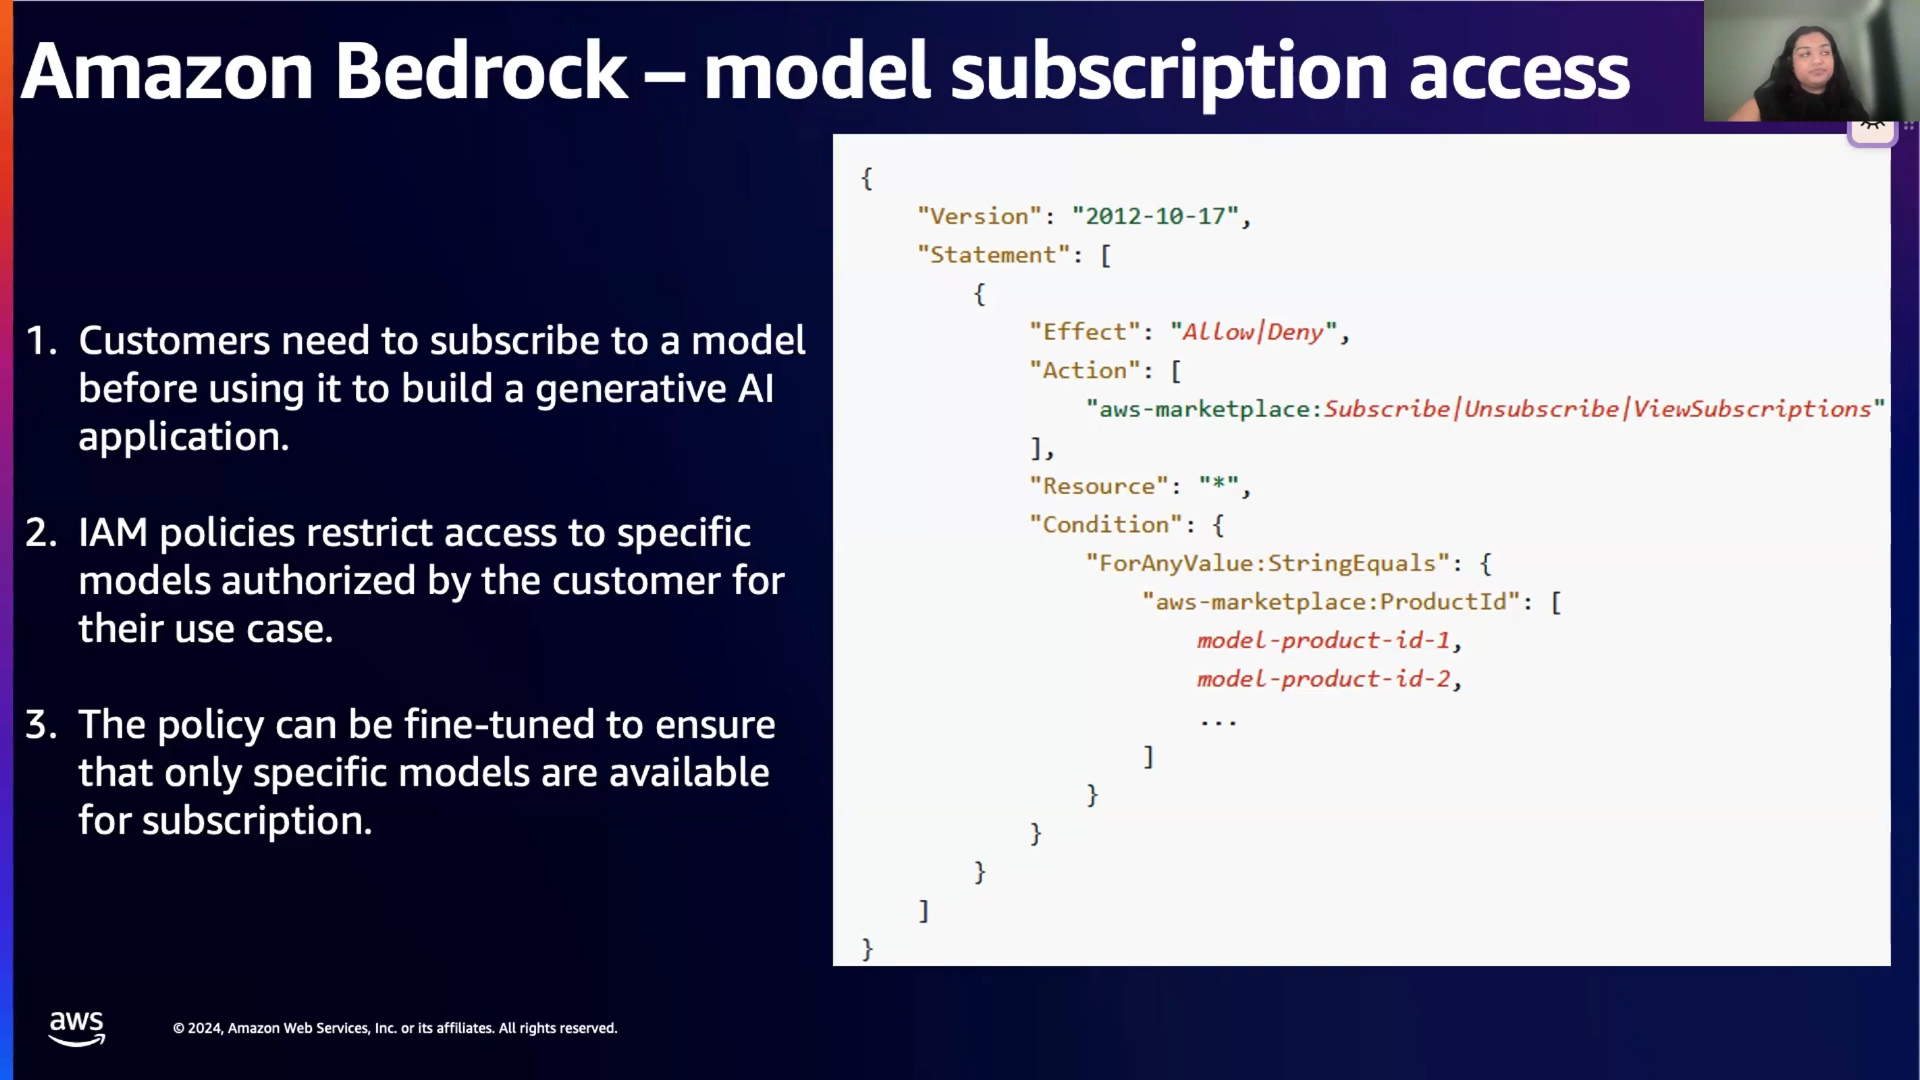 Amazon Bedrock – model subscription access
1. Customers need to subscribe to a model
before using it to build a generative AI
application.
2. IAM policies restrict access to specific
models authorized by the customer for
their use case.
3. The policy can be fine-tuned to ensure
that only specific models are available
for subscription.
{
"Version": "2012-10-17",
"Statement": [
{
"Effect": "Allow|Deny",
"Action": [
"aws-marketplace:Subscribe|Unsubscribe|ViewSubscriptions"
],
"Resource": "*",
"Condition": {
"ForAnyValue:StringEquals": {
"aws-marketplace:ProductId": [
model-product-id-1,
model-product-id-2,
...
]
}
}
}
]
}
aws
© 2024, Amazon Web Services, Inc. or its affiliates. All rights reserved.